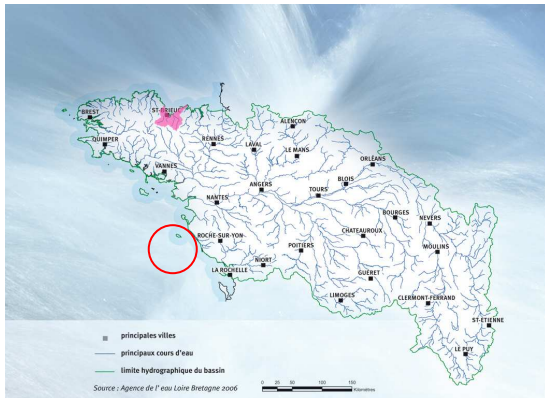 ALENÇON
ST-BRIEUC
BREST
RENNES
LAVAL
LE MANS
QUIMPER
ORLÉANS
VANNES
BLOIS
ANGERS
TOURS
NANTES
BOURGES
NEVERS
CHATEAUROUX
ROCHE-SUR-YON
POITIERS
MOULINS
NIORT
LA ROCHELLE
GUÉRET
LIMOGES
CLERMONT-FERRAND
ST-ETIENNE
LE PUY
principales villes
principaux cours d'eau
limite hydrographique du bassin
Source : Agence de l' eau Loire Bretagne 2006
0 25 50 100 150
Kilomètres